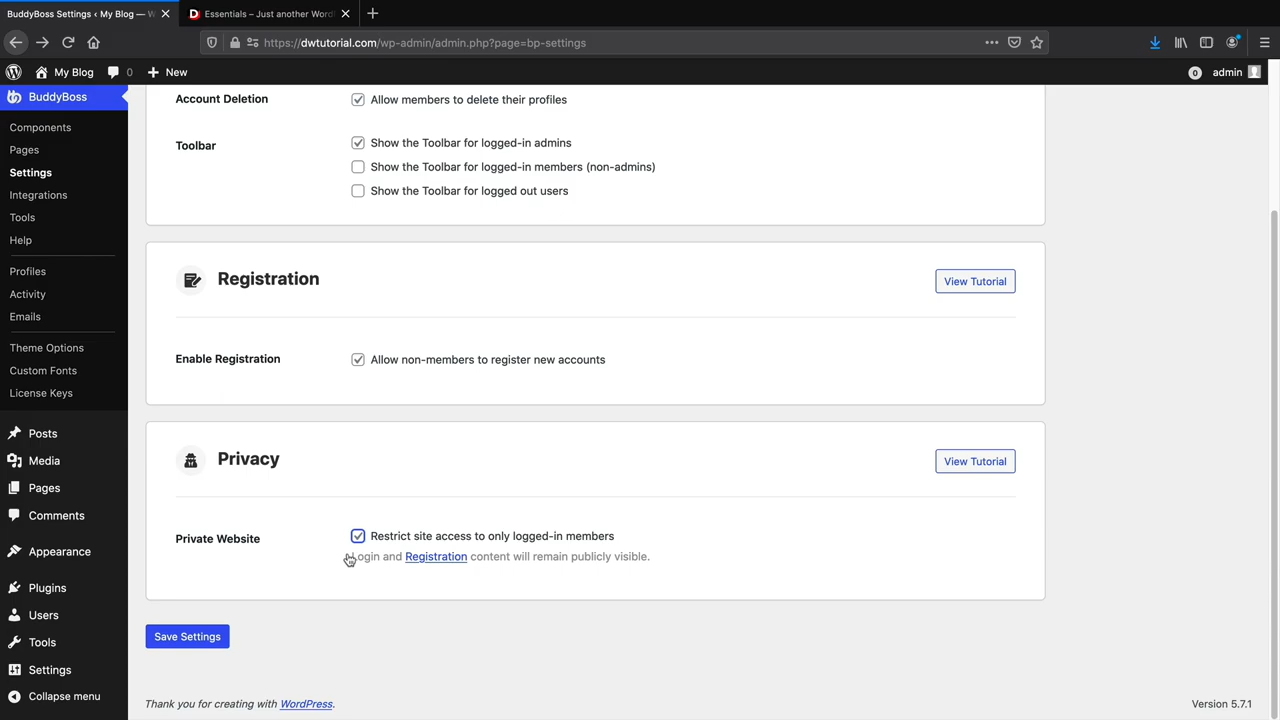 BuddyBoss Settings ‹ My Blog — W
Essentials – Just another Word
https://dwtutorial.com/wp-admin/admin.php?page=bp-settings
My Blog
0
New
0
admin
BuddyBoss
Components
Pages
Settings
Integrations
Tools
Help
Profiles
Activity
Emails
Theme Options
Custom Fonts
License Keys
Posts
Media
Pages
Comments
Appearance
Plugins
Users
Tools
Settings
Collapse menu
Account Deletion
Allow members to delete their profiles
Toolbar
Show the Toolbar for logged-in admins
Show the Toolbar for logged-in members (non-admins)
Show the Toolbar for logged out users
Registration
View Tutorial
Enable Registration
Allow non-members to register new accounts
Privacy
View Tutorial
Private Website
Restrict site access to only logged-in members
Login and Registration content will remain publicly visible.
Save Settings
Thank you for creating with WordPress.
Version 5.7.1